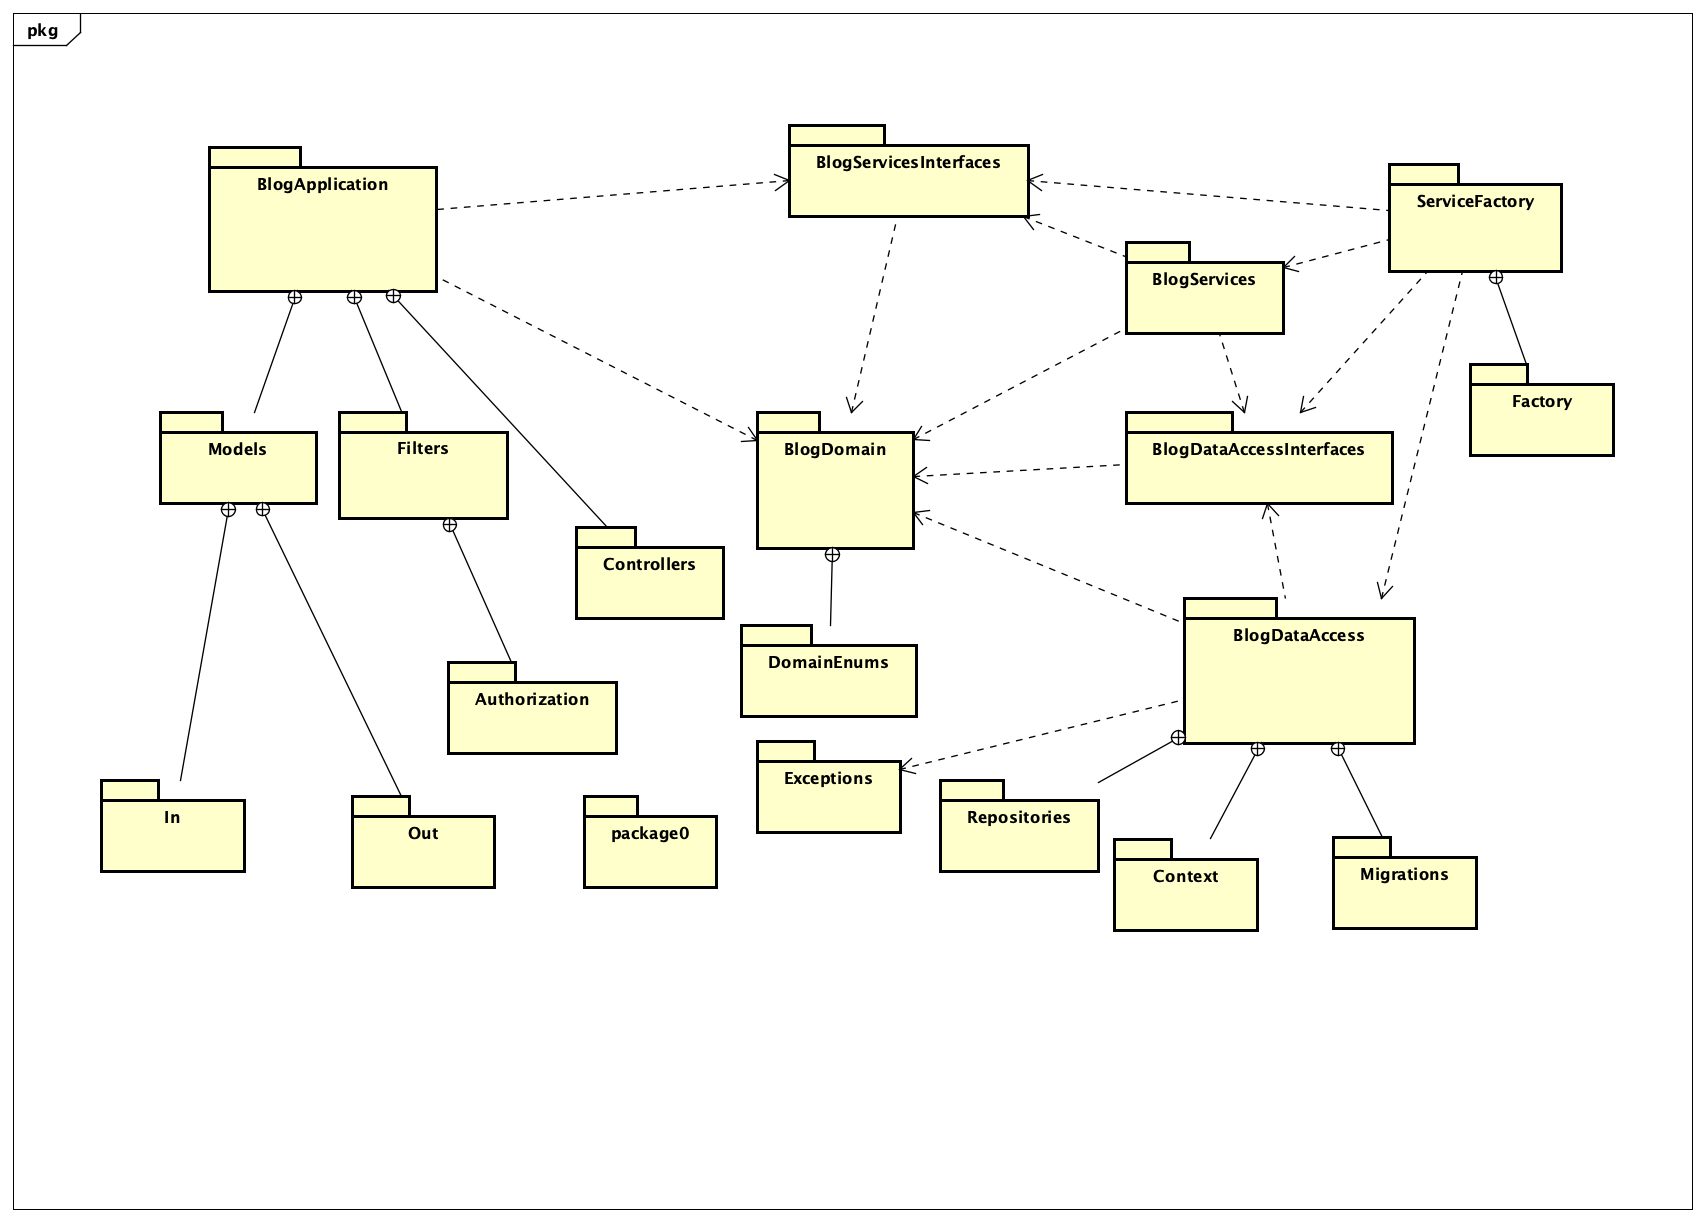 pkg
BlogServicesInterfaces
BlogApplication
ServiceFactory
BlogServices
Factory
Models
Filters
BlogDomain
BlogDataAccessInterfaces
Controllers
BlogDataAccess
DomainEnums
Authorization
Exceptions
In
Out
package0
Repositories
Context
Migrations